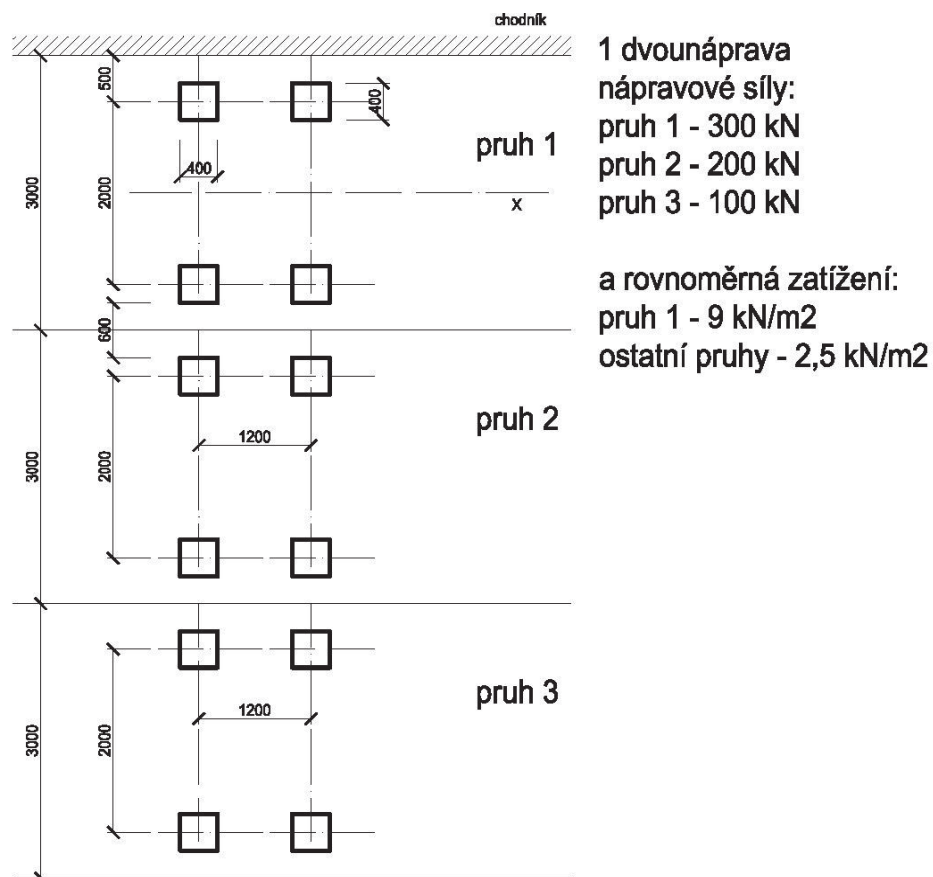 chodník
500
400
pruh 1
400
2000
3000
x
600
pruh 2
1200
2000
3000
pruh 3
1200
2000
3000
1 dvounáprava
nápravové síly:
pruh 1 - 300 kN
pruh 2 - 200 kN
pruh 3 - 100 kN
a rovnoměrná zatížení:
pruh 1 - 9 kN/m2
ostatní pruhy - 2,5 kN/m2